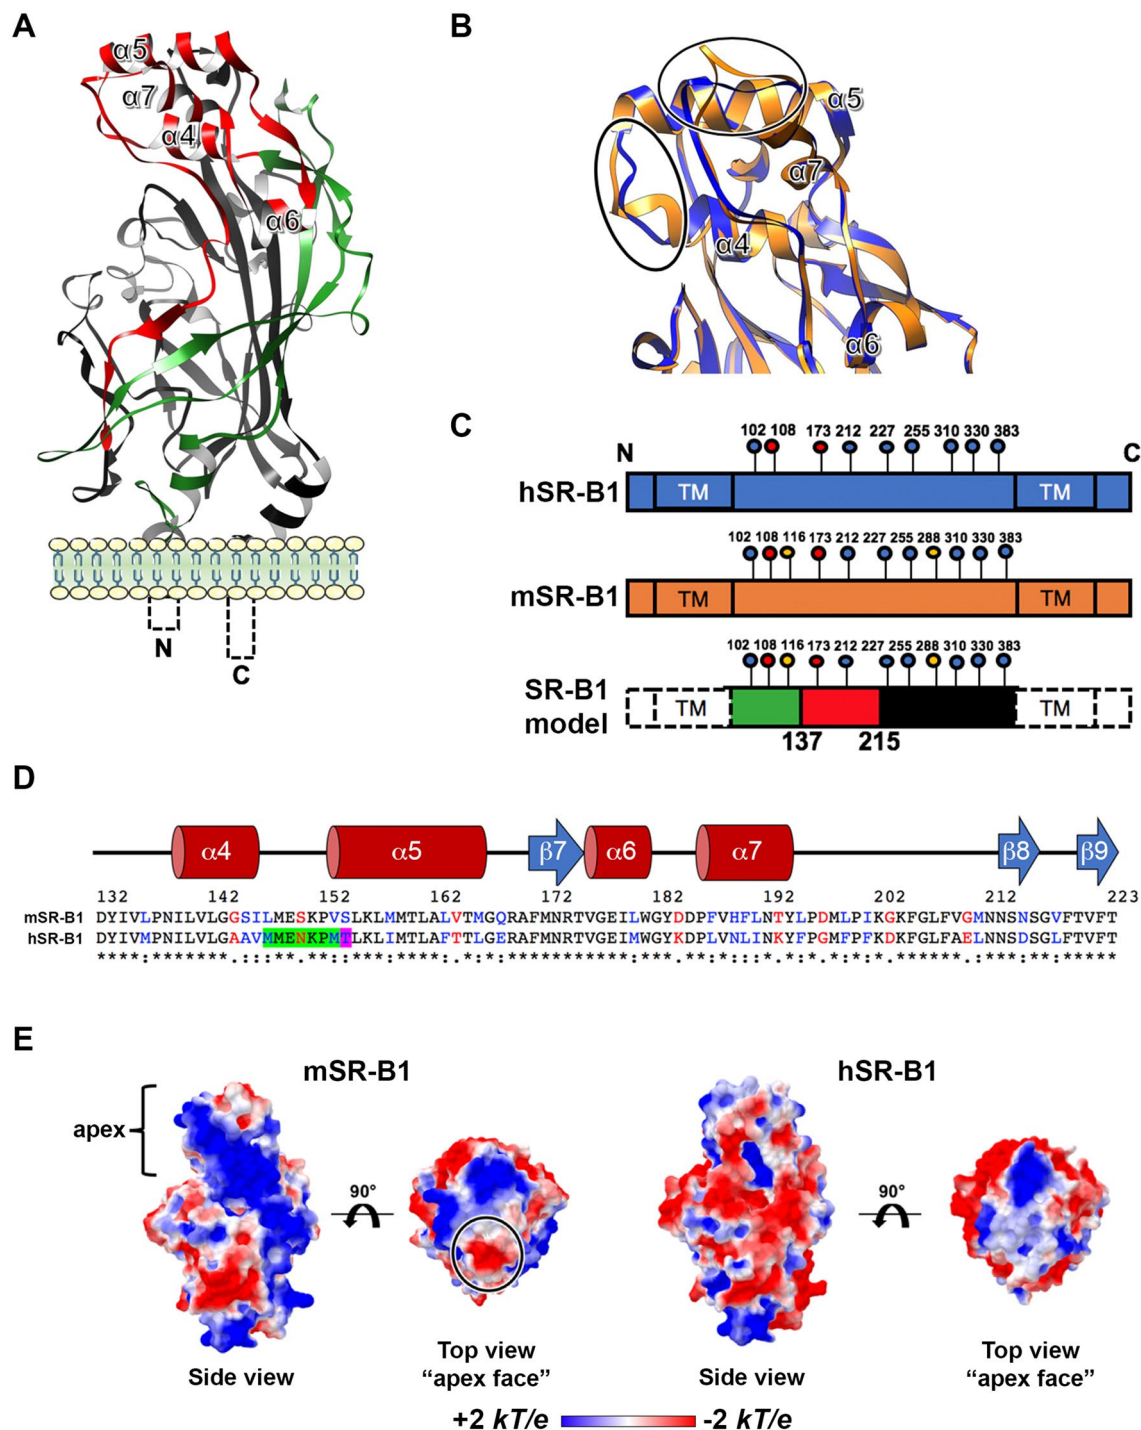 A
α5
α7
α4
α6
N
C
B
α5
α7
α4
α6
C
N
C
102 108 173 212 227 255 310 330 383
hSR-B1
TM
TM
102 108 116 173 212 227 255 288 310 330 383
mSR-B1
TM
TM
102 108 116 173 212 227 255 288 310 330 383
SR-B1
model
TM
TM
137 215
D
α4 α5 β7 α6 α7 β8 β9
132 142 152 162 172 182 192 202 212 223
mSR-B1 DYIVLPNILVLGGSILMESKPVSLKLMMTLALVTMGQRAFMNRTVGEILWGYDDPFVHFLNTYLPDMLPIKGKFGLFVGMNNSNSGVFTVFT
hSR-B1 DYIVMPNILVLGAAVMMENKPMTLKLIMTLAFTTLGERAFMNRTVGEIMWGYKDPLVNLINKYFPGMFPFKDKFGLFAELNNSDSGLFTVFT
****:*******.:::**.**::***:****:.*:*:***********:***.**:*:::*.*:*.*:*:*.***** .:***:**:*****
E
mSR-B1
hSR-B1
apex
90°
90°
Side view
Top view
“apex face”
Side view
Top view
“apex face”
+2 kT/e
-2 kT/e